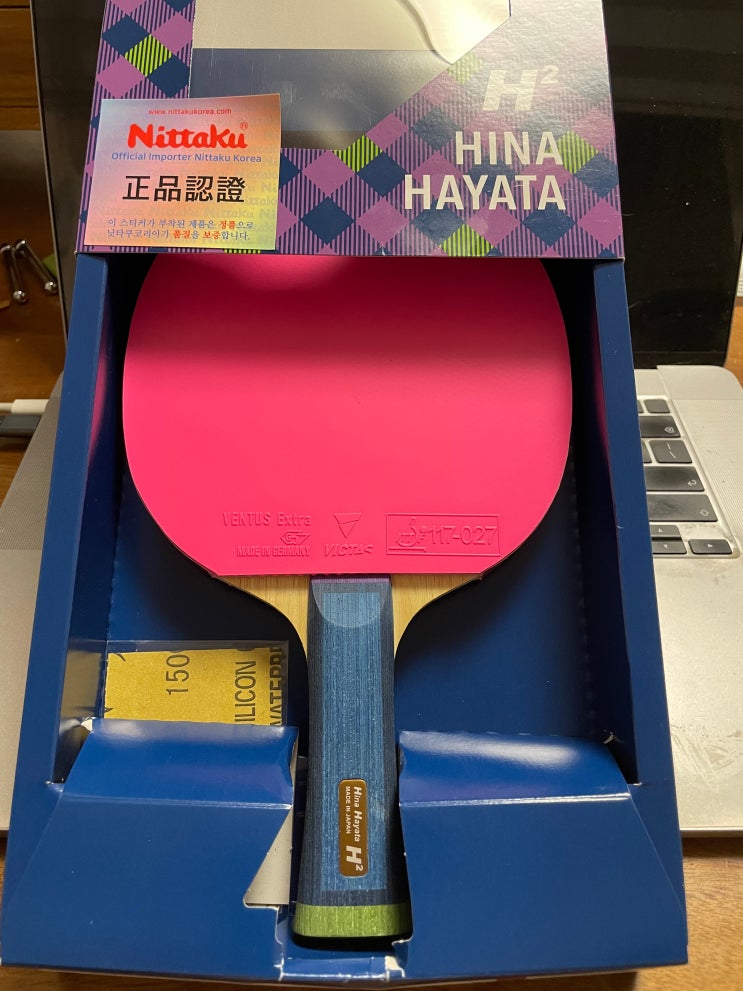 www.nittakukorea.com
Nittaku®
Official Importer Nittaku Korea
正品認證
이 스티커가 부착된 제품은 정품으로
닛타쿠코리아가 품질을 보증합니다.
H²
HINA
HAYATA
VENTUS Extra
MADE IN GERMANY
VICTAS
117-027
150
ILICON C
WATERPR
Hina Hayata
MADE IN JAPAN
H²